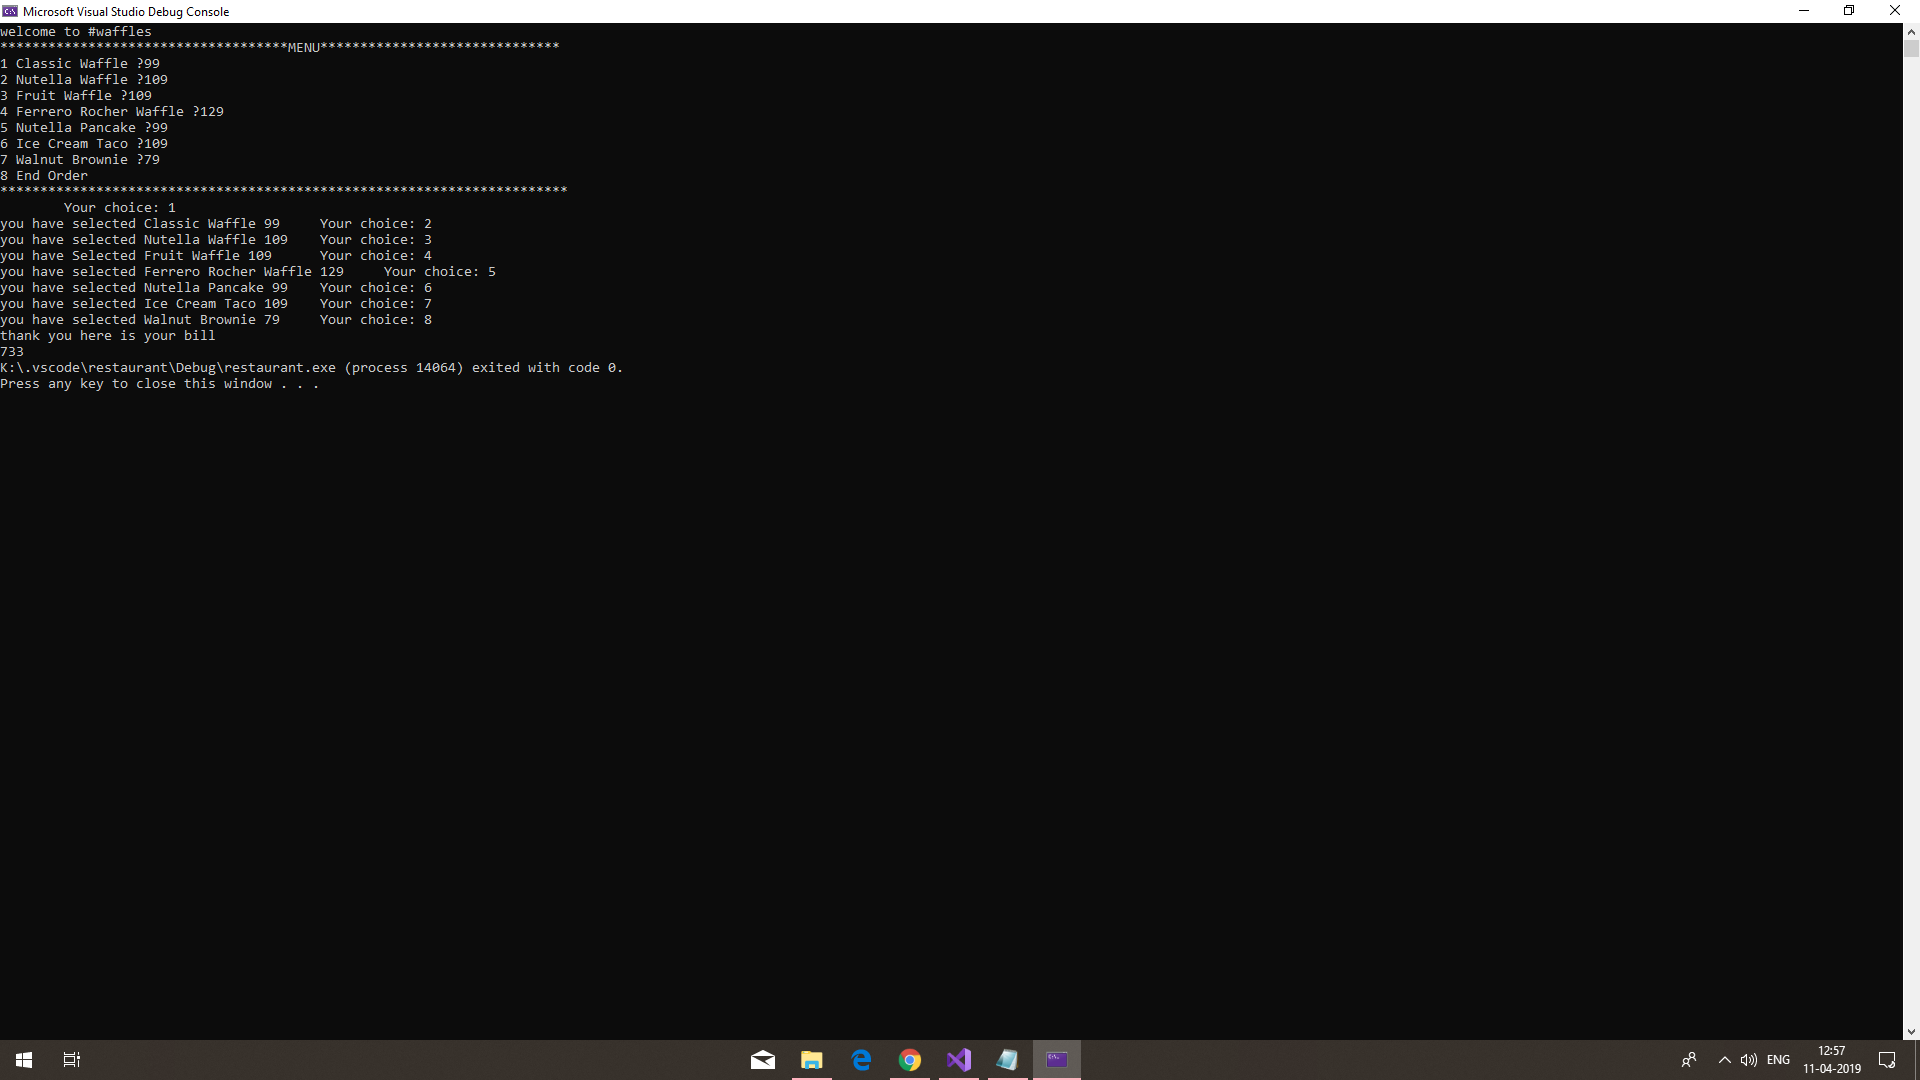 Microsoft Visual Studio Debug Console
welcome to #waffles
************************************MENU******************************
1 Classic Waffle ?99
2 Nutella Waffle ?109
3 Fruit Waffle ?109
4 Ferrero Rocher Waffle ?129
5 Nutella Pancake ?99
6 Ice Cream Taco ?109
7 Walnut Brownie ?79
8 End Order
***********************************************************************
        Your choice: 1
you have selected Classic Waffle 99     Your choice: 2
you have selected Nutella Waffle 109    Your choice: 3
you have Selected Fruit Waffle 109      Your choice: 4
you have selected Ferrero Rocher Waffle 129     Your choice: 5
you have selected Nutella Pancake 99    Your choice: 6
you have selected Ice Cream Taco 109    Your choice: 7
you have selected Walnut Brownie 79     Your choice: 8
thank you here is your bill
733
K:\.vscode\restaurant\Debug\restaurant.exe (process 14064) exited with code 0.
Press any key to close this window . . .
ENG
12:57
11-04-2019